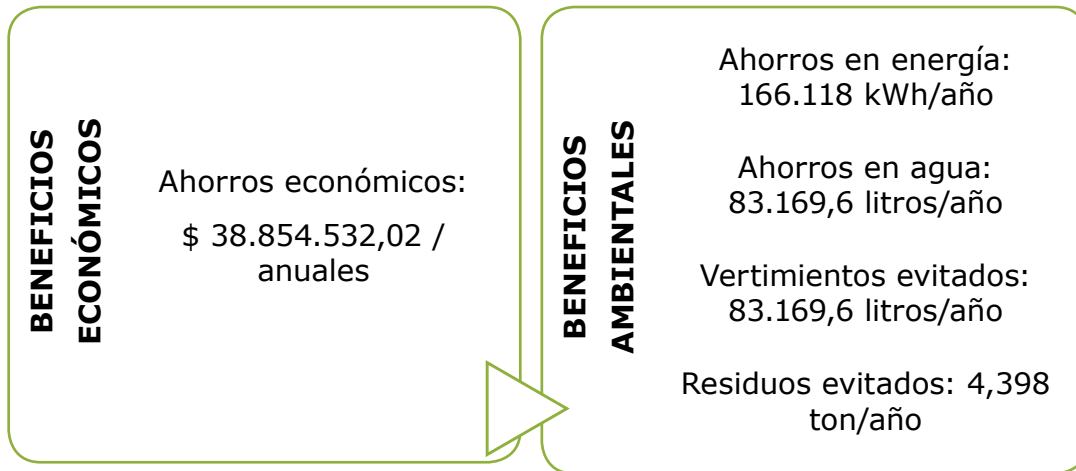 BENEFICIOS
ECONÓMICOS
Ahorros económicos:
$ 38.854.532,02 /
anuales
BENEFICIOS
AMBIENTALES
Ahorros en energía:
166.118 kWh/año
Ahorros en agua:
83.169,6 litros/año
Vertimientos evitados:
83.169,6 litros/año
Residuos evitados: 4,398
ton/año